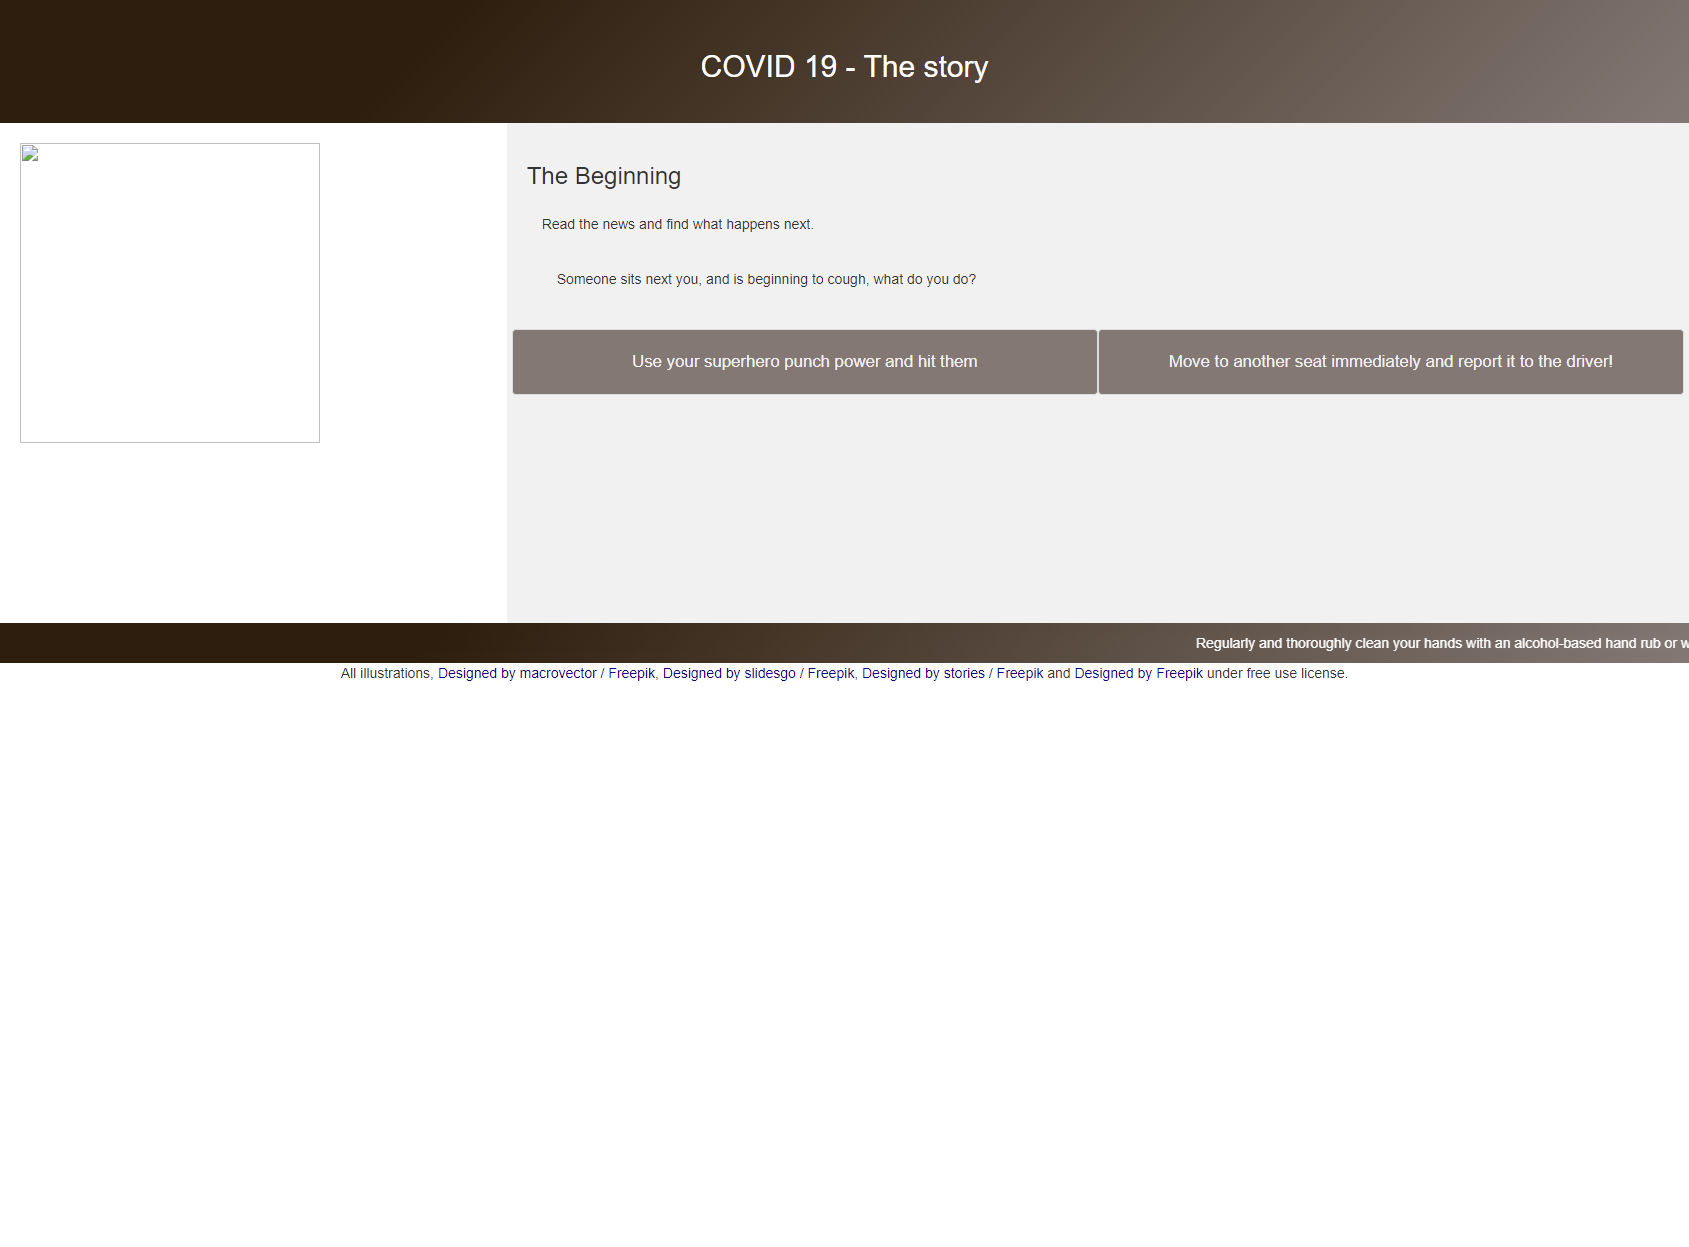 COVID 19 - The story
The Beginning
Read the news and find what happens next.
Someone sits next you, and is beginning to cough, what do you do?
Use your superhero punch power and hit them
Move to another seat immediately and report it to the driver!
Regularly and thoroughly clean your hands with an alcohol-based hand rub or w
All illustrations, Designed by macrovector / Freepik, Designed by slidesgo / Freepik, Designed by stories / Freepik and Designed by Freepik under free use license.